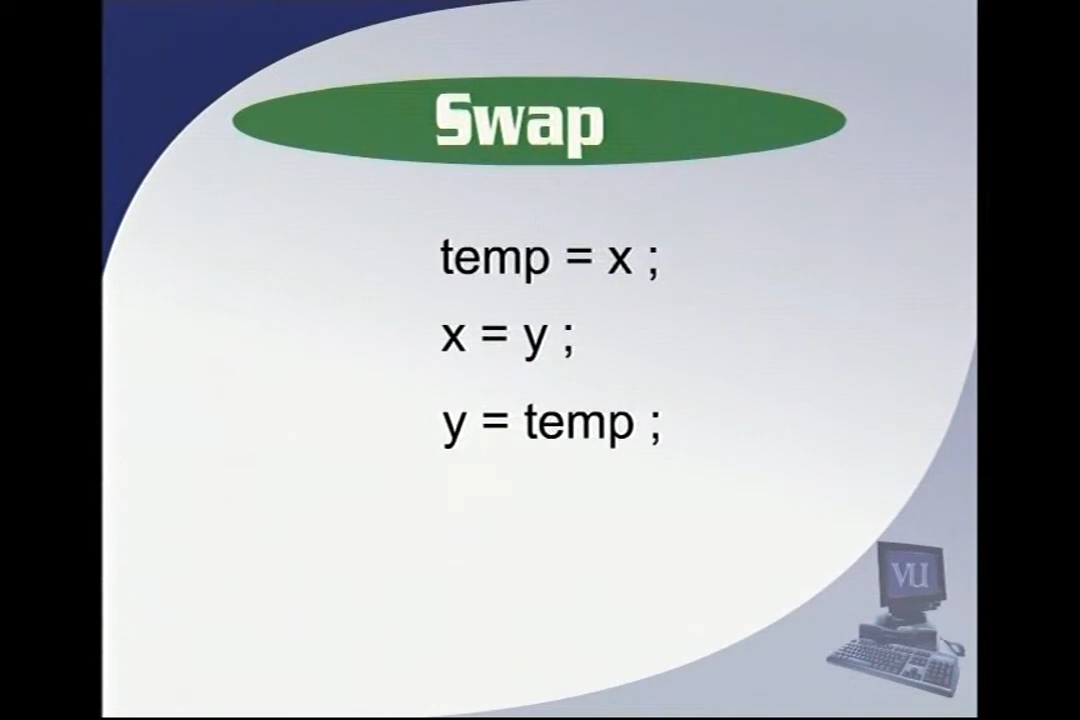 Swap
temp = x ;
x = y ;
y = temp ;
VU